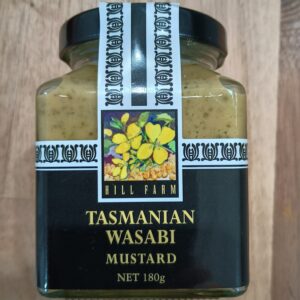 HILL FARM
TASMANIAN
WASABI
MUSTARD
NET 180g